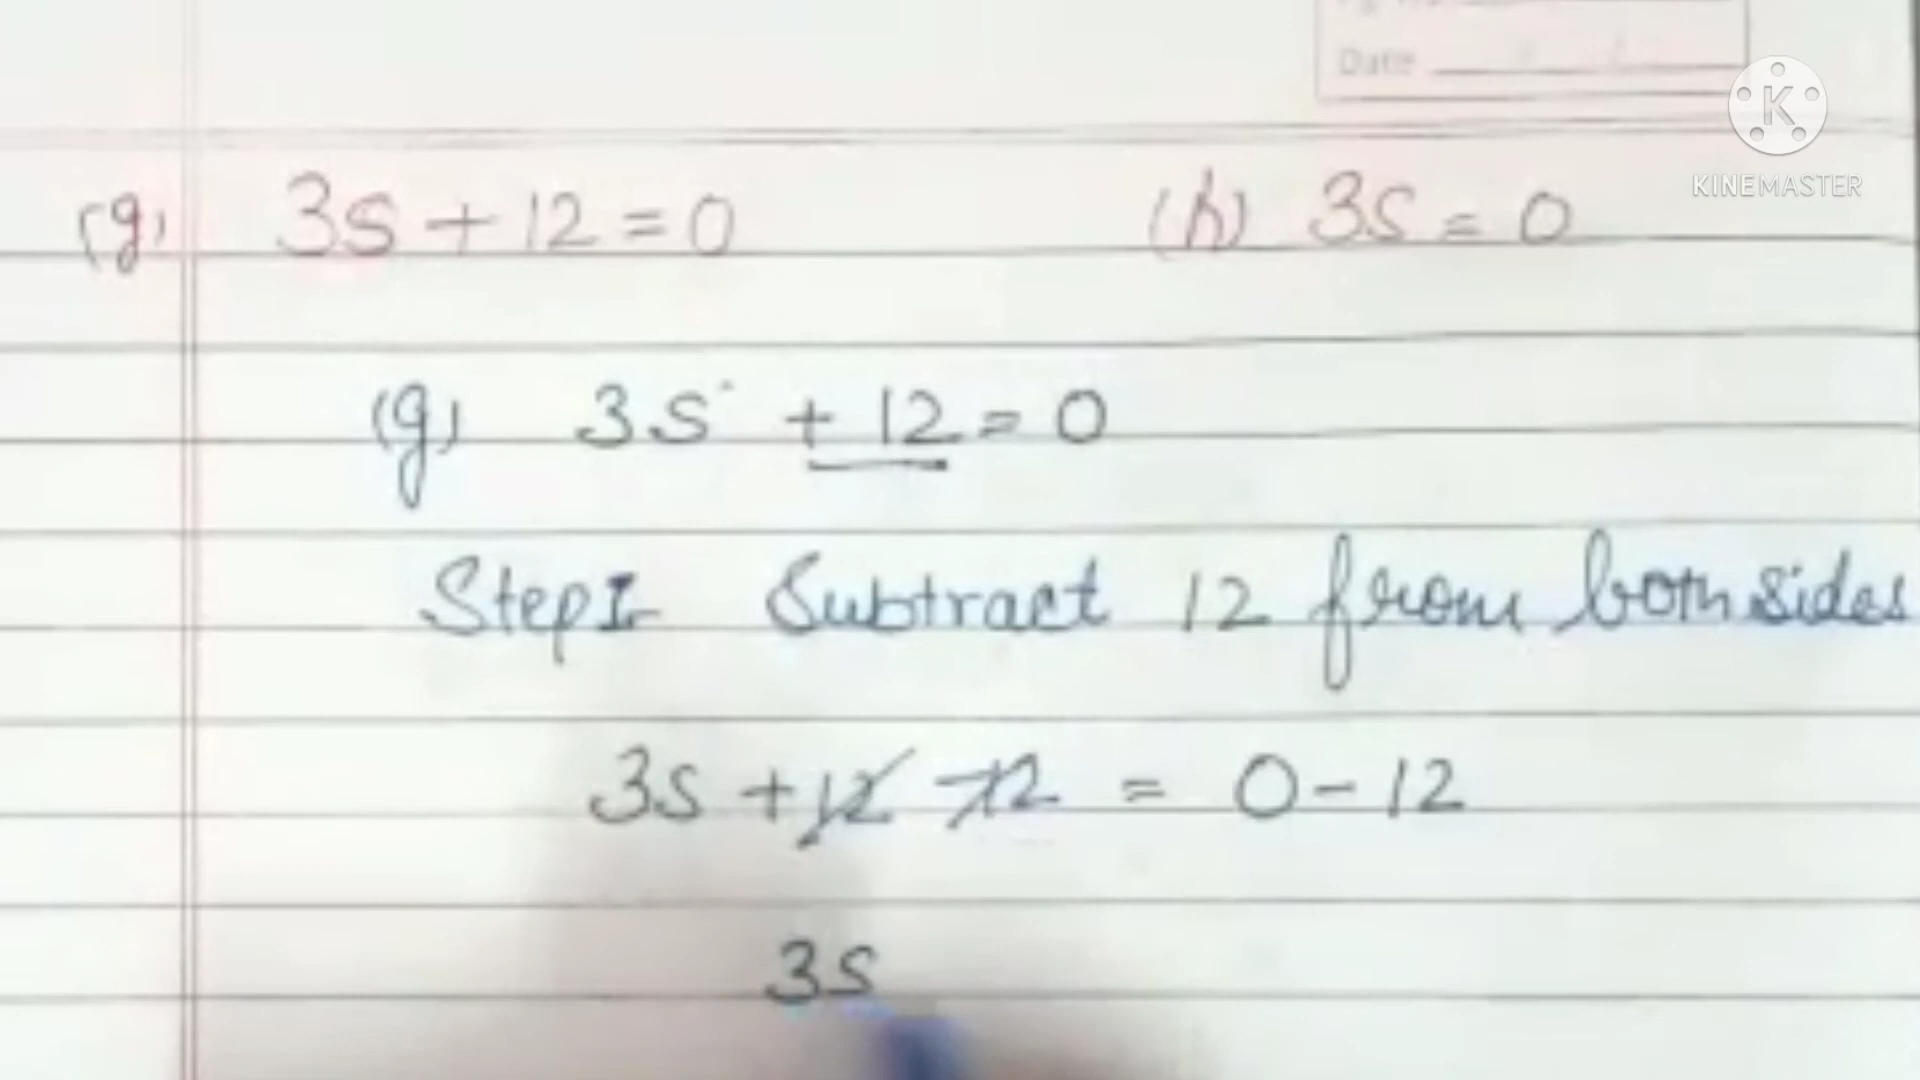 Date
K
KINEMASTER
(g) 3s + 12 = 0 (h) 3s = 0
(g) 3s + 12 = 0
Step I Subtract 12 from both sides
3s + 12 - 12 = 0 - 12
3s